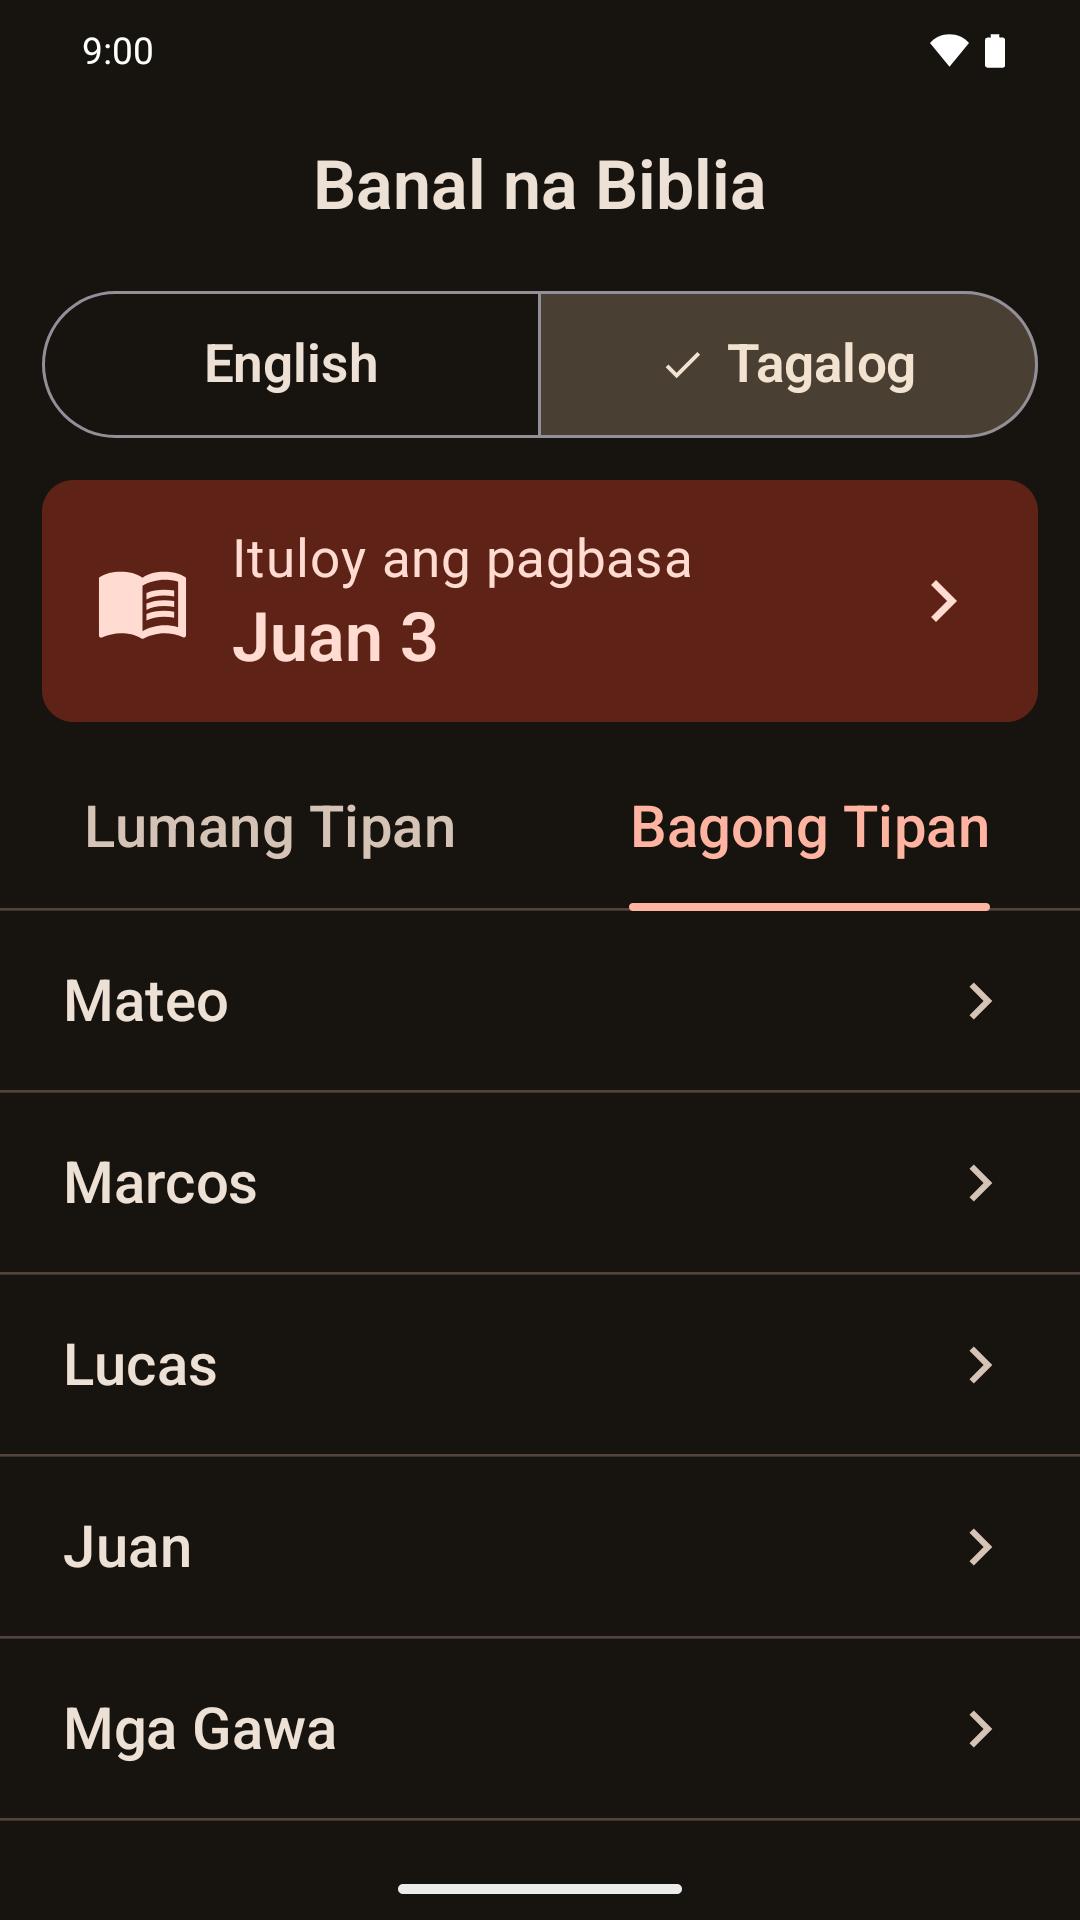 9:00
Banal na Biblia
English
Tagalog
Ituloy ang pagbasa
Juan 3
Lumang Tipan
Bagong Tipan
Mateo
Marcos
Lucas
Juan
Mga Gawa